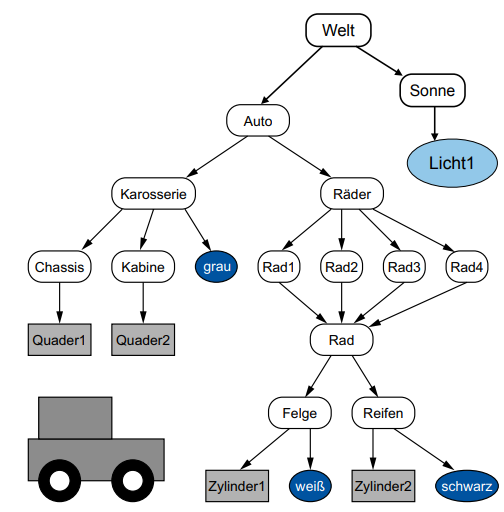 Welt
Sonne
Auto
Licht1
Karosserie
Räder
Chassis
Kabine
grau
Rad1
Rad2
Rad3
Rad4
Quader1
Quader2
Rad
Felge
Reifen
Zylinder1
weiß
Zylinder2
schwarz